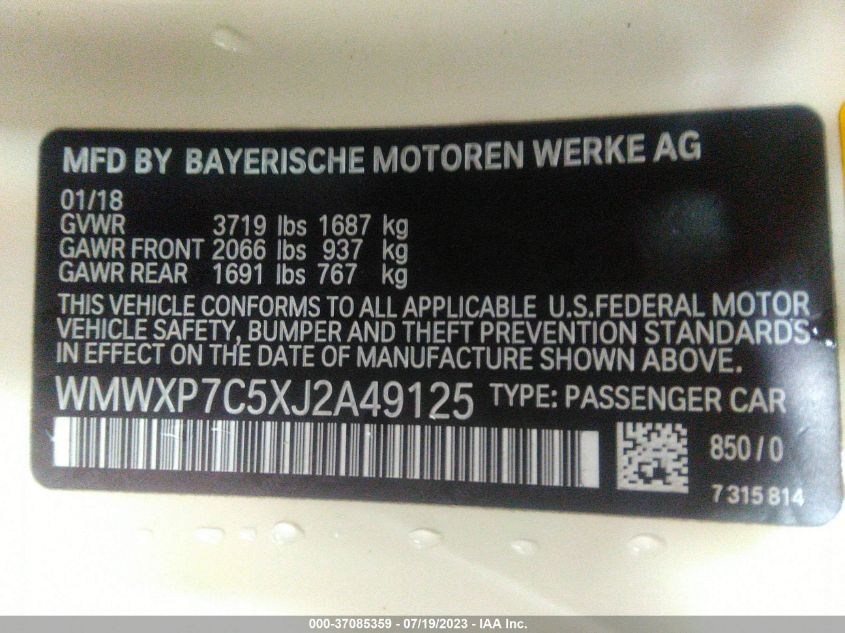 MFD BY BAYERISCHE MOTOREN WERKE AG
01/18
GVWR 3719 lbs 1687 kg
GAWR FRONT 2066 lbs 937 kg
GAWR REAR 1691 lbs 767 kg
THIS VEHICLE CONFORMS TO ALL APPLICABLE U.S.FEDERAL MOTOR
VEHICLE SAFETY, BUMPER AND THEFT PREVENTION STANDARDS
IN EFFECT ON THE DATE OF MANUFACTURE SHOWN ABOVE.
WMWXP7C5XJ2A49125 TYPE: PASSENGER CAR
850/0
7315814
000-37085359 - 07/19/2023 - IAA Inc.